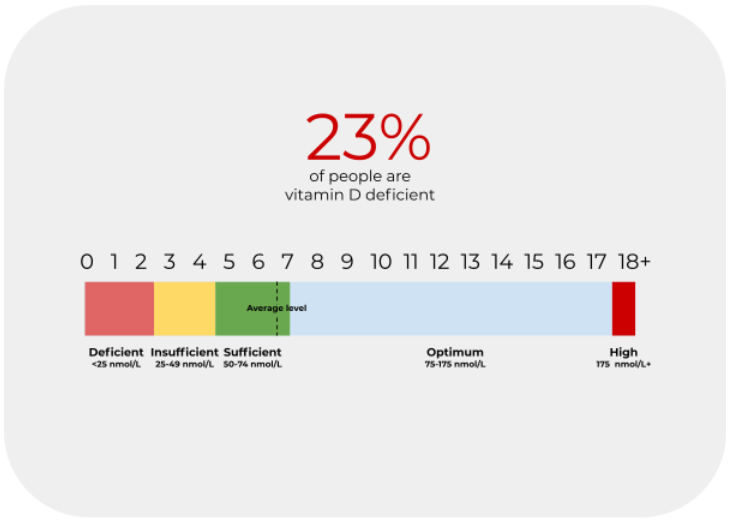 23%
of people are
vitamin D deficient
0 1 2 3 4 5 6 7 8 9 10 11 12 13 14 15 16 17 18+
Average level
Deficient Insufficient Sufficient Optimum High
<25 nmol/L 25-49 nmol/L 50-74 nmol/L 75-175 nmol/L 175 nmol/L+